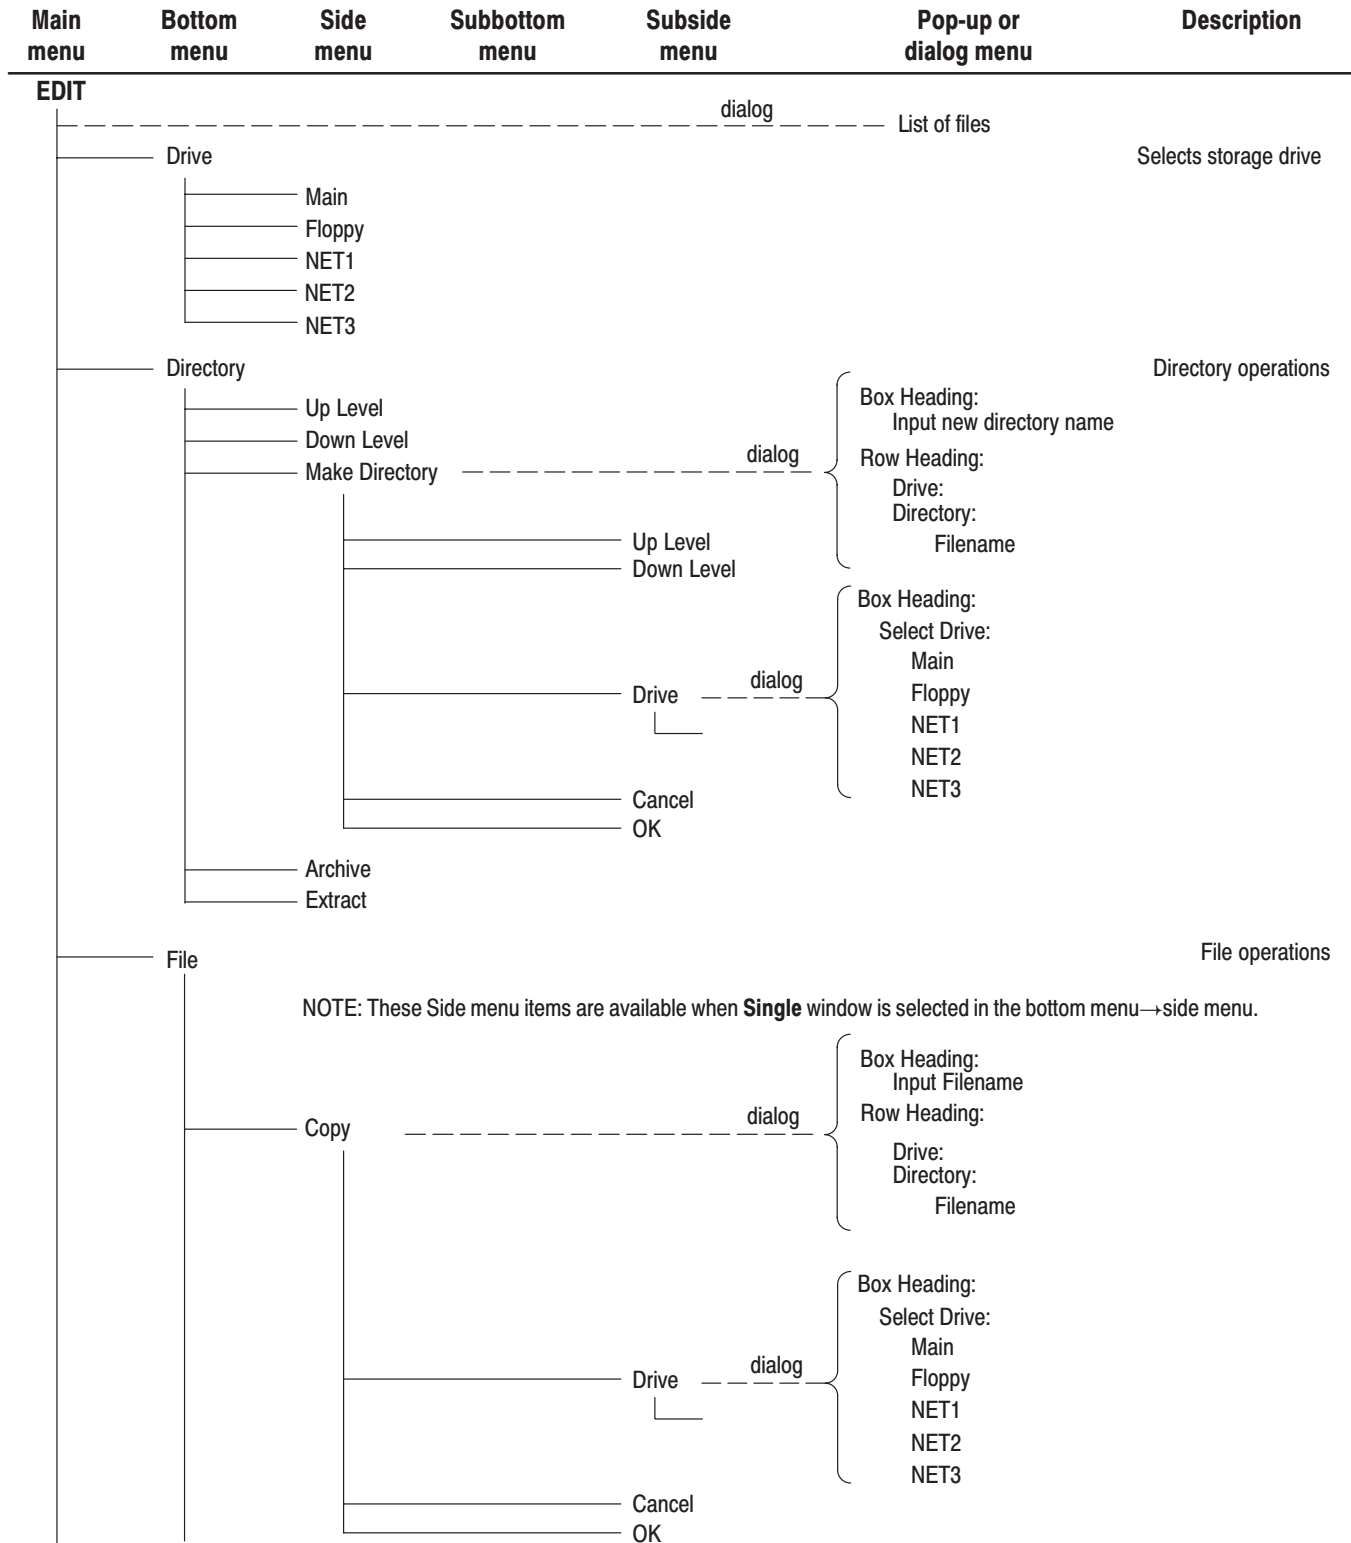 Main menu
Bottom menu
Side menu
Subbottom menu
Subside menu
Pop-up or dialog menu
Description
EDIT
dialog
List of files
Drive
Selects storage drive
Main
Floppy
NET1
NET2
NET3
Directory
Directory operations
Up Level
Down Level
Make Directory
dialog
Box Heading:
Input new directory name
Row Heading:
Drive:
Directory:
Filename
Up Level
Down Level
Drive
dialog
Box Heading:
Select Drive:
Main
Floppy
NET1
NET2
NET3
Cancel
OK
Archive
Extract
File
File operations
NOTE: These Side menu items are available when Single window is selected in the bottom menu→side menu.
Copy
dialog
Box Heading:
Input Filename
Row Heading:
Drive:
Directory:
Filename
Drive
dialog
Box Heading:
Select Drive:
Main
Floppy
NET1
NET2
NET3
Cancel
OK